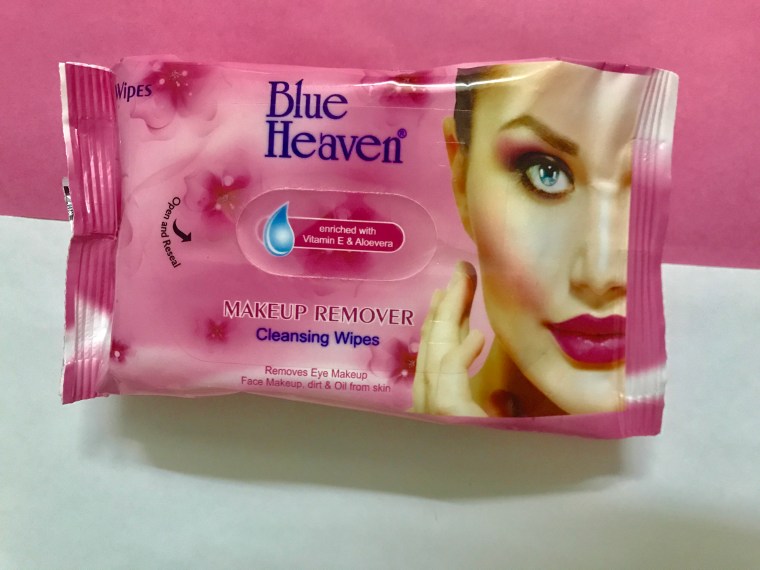 Wipes
Blue
Heaven®
Open and Reseal
enriched with
Vitamin E & Aloevera
MAKEUP REMOVER
Cleansing Wipes
Removes Eye Makeup
Face Makeup, dirt & Oil from skin